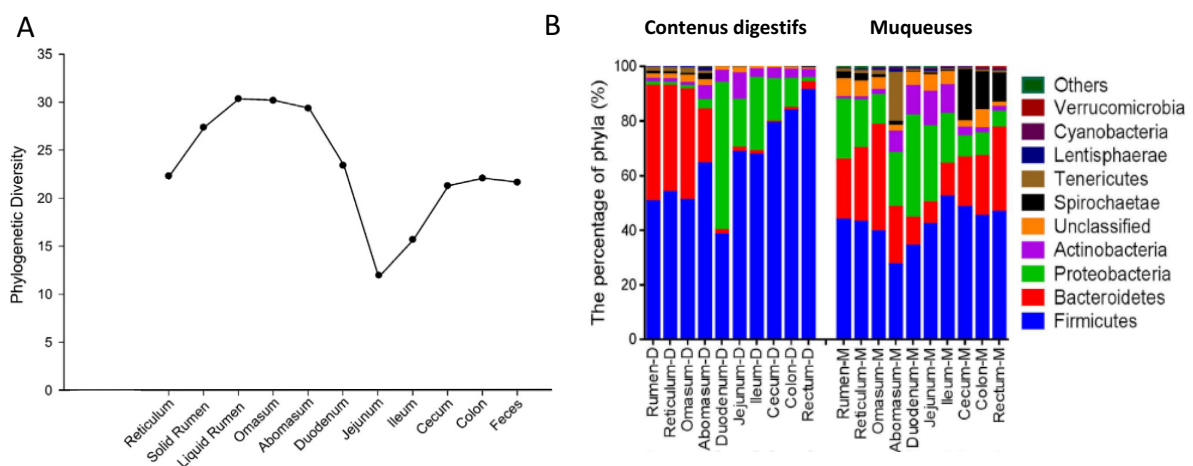 A
Phylogenetic Diversity
35
30
25
20
15
10
5
0
Reticulum
Solid Rumen
Liquid Rumen
Omasum
Abomasum
Duodenum
Jejunum
Ileum
Cecum
Colon
Feces
B
Contenus digestifs
Muqueuses
The percentage of phyla (%)
100
80
60
40
20
0
Rumen-D
Reticulum-D
Omasum-D
Abomasum-D
Duodenum-D
Jejunum-D
Ileum-D
Cecum-D
Colon-D
Rectum-D
Rumen-M
Reticulum-M
Omasum-M
Abomasum-M
Duodenum-M
Jejunum-M
Ileum-M
Cecum-M
Colon-M
Rectum-M
Others
Verrucomicrobia
Cyanobacteria
Lentisphaerae
Tenericutes
Spirochaetae
Unclassified
Actinobacteria
Proteobacteria
Bacteroidetes
Firmicutes